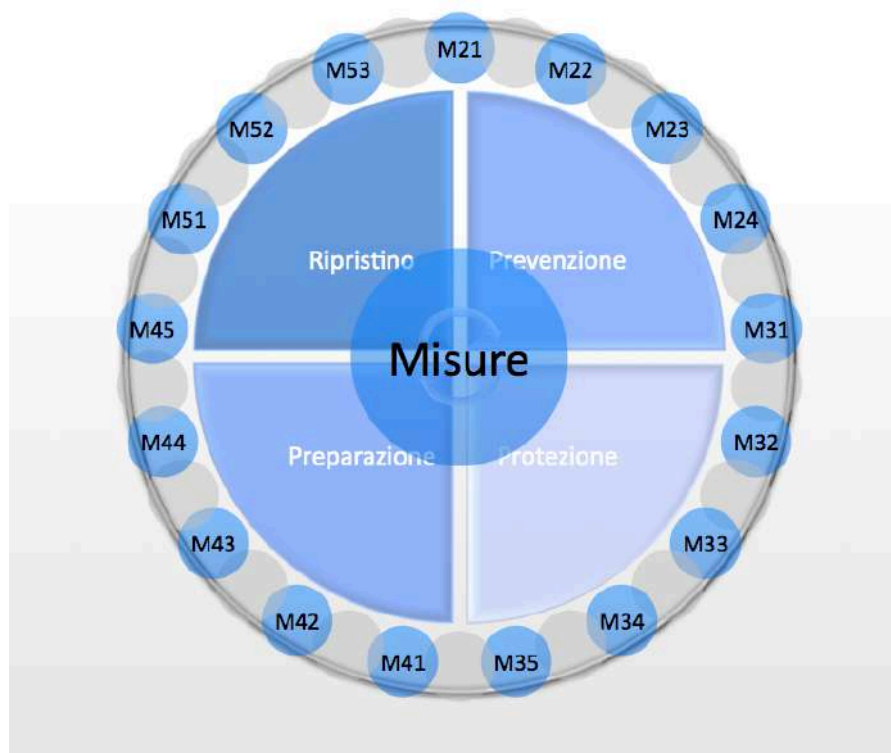 M21
M22
M23
M24
M31
M32
M33
M34
M35
M41
M42
M43
M44
M45
M51
M52
M53
Ripristino
Prevenzione
Misure
Preparazione
Protezione